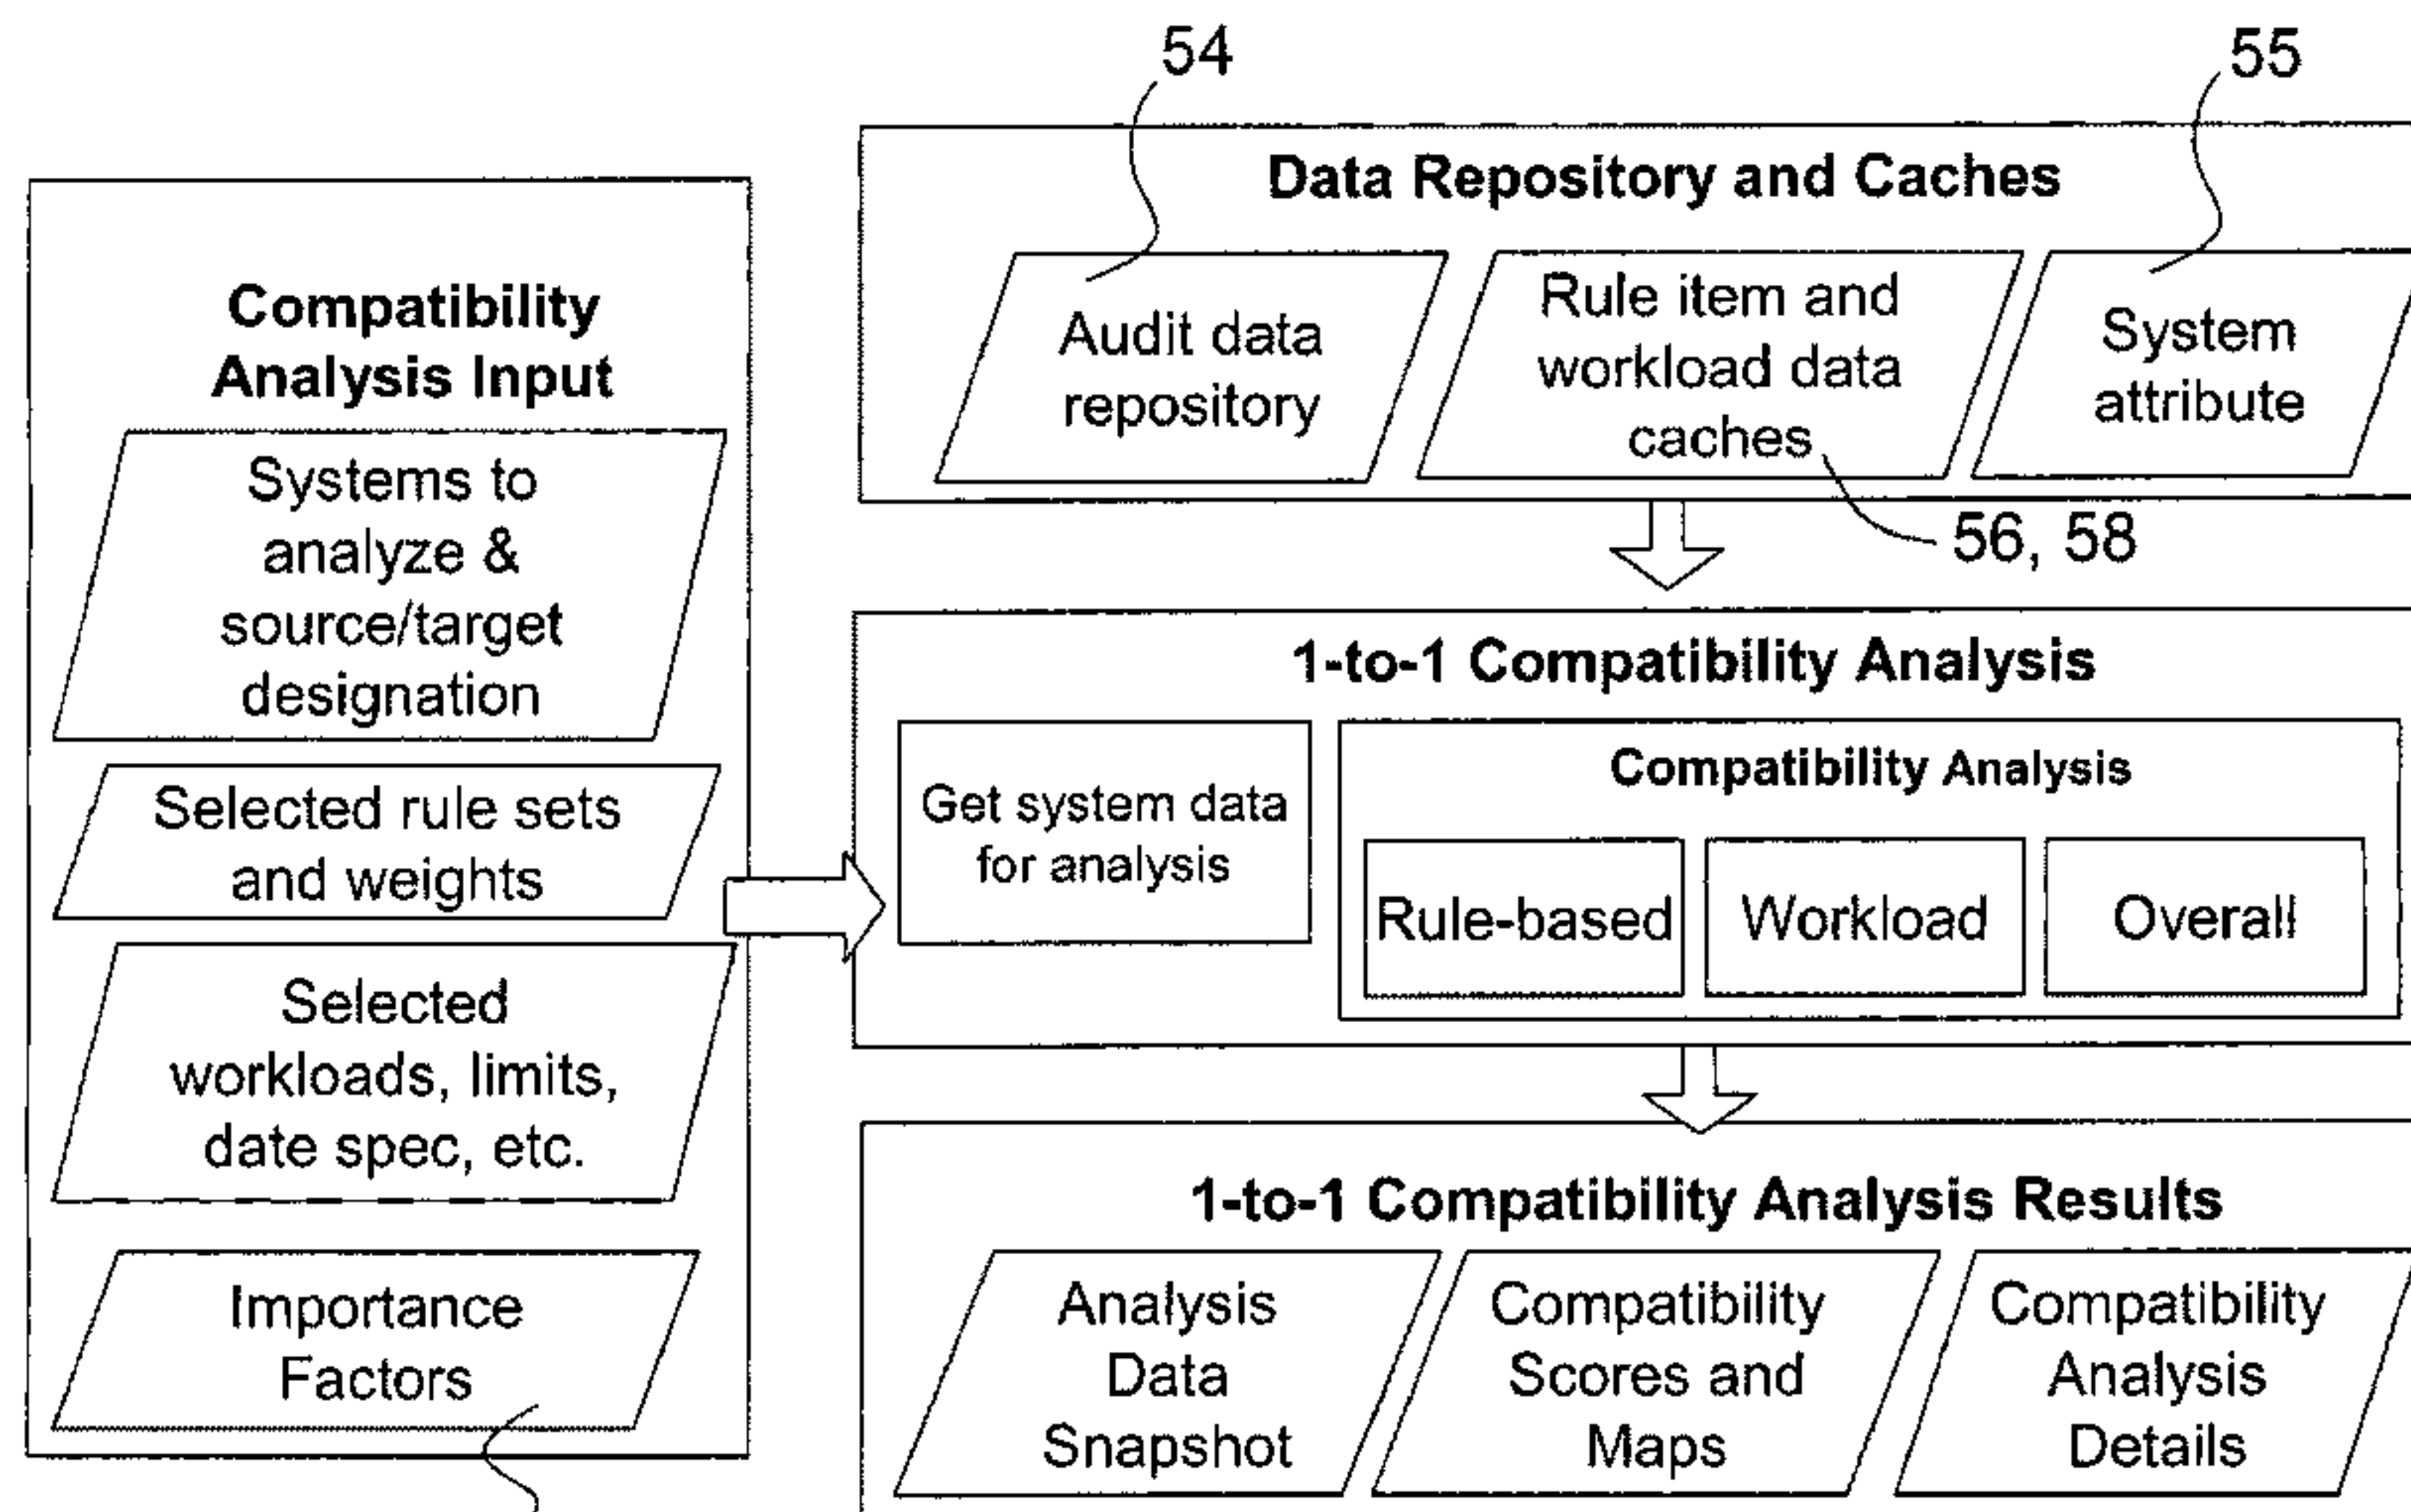 54
55
Data Repository and Caches
Audit data
repository
Rule item and
workload data
caches
System
attribute
56, 58
Compatibility
Analysis Input
Systems to
analyze &
source/target
designation
Selected rule sets
and weights
Selected
workloads, limits,
date spec, etc.
Importance
Factors
1-to-1 Compatibility Analysis
Get system data
for analysis
Compatibility Analysis
Rule-based
Workload
Overall
1-to-1 Compatibility Analysis Results
Analysis
Data
Snapshot
Compatibility
Scores and
Maps
Compatibility
Analysis
Details